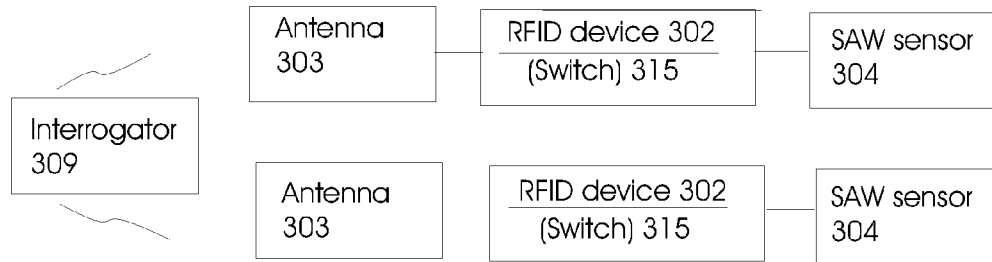 Antenna
303
RFID device 302
(Switch) 315
SAW sensor
304
Interrogator
309
Antenna
303
RFID device 302
(Switch) 315
SAW sensor
304